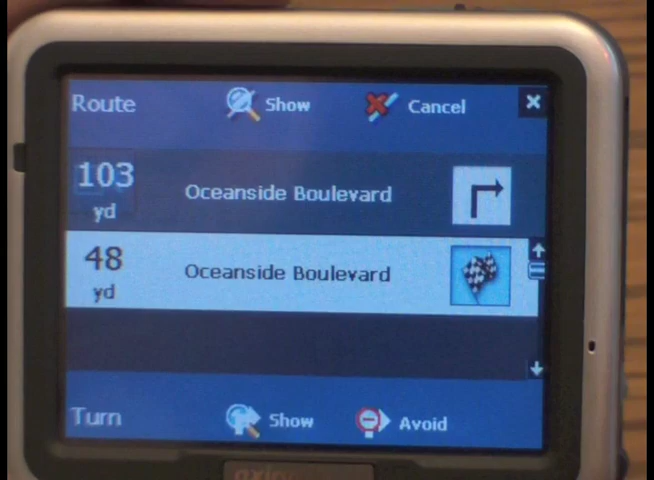 Route Show Cancel
103
yd
Oceanside Boulevard
48
yd
Oceanside Boulevard
Turn Show Avoid